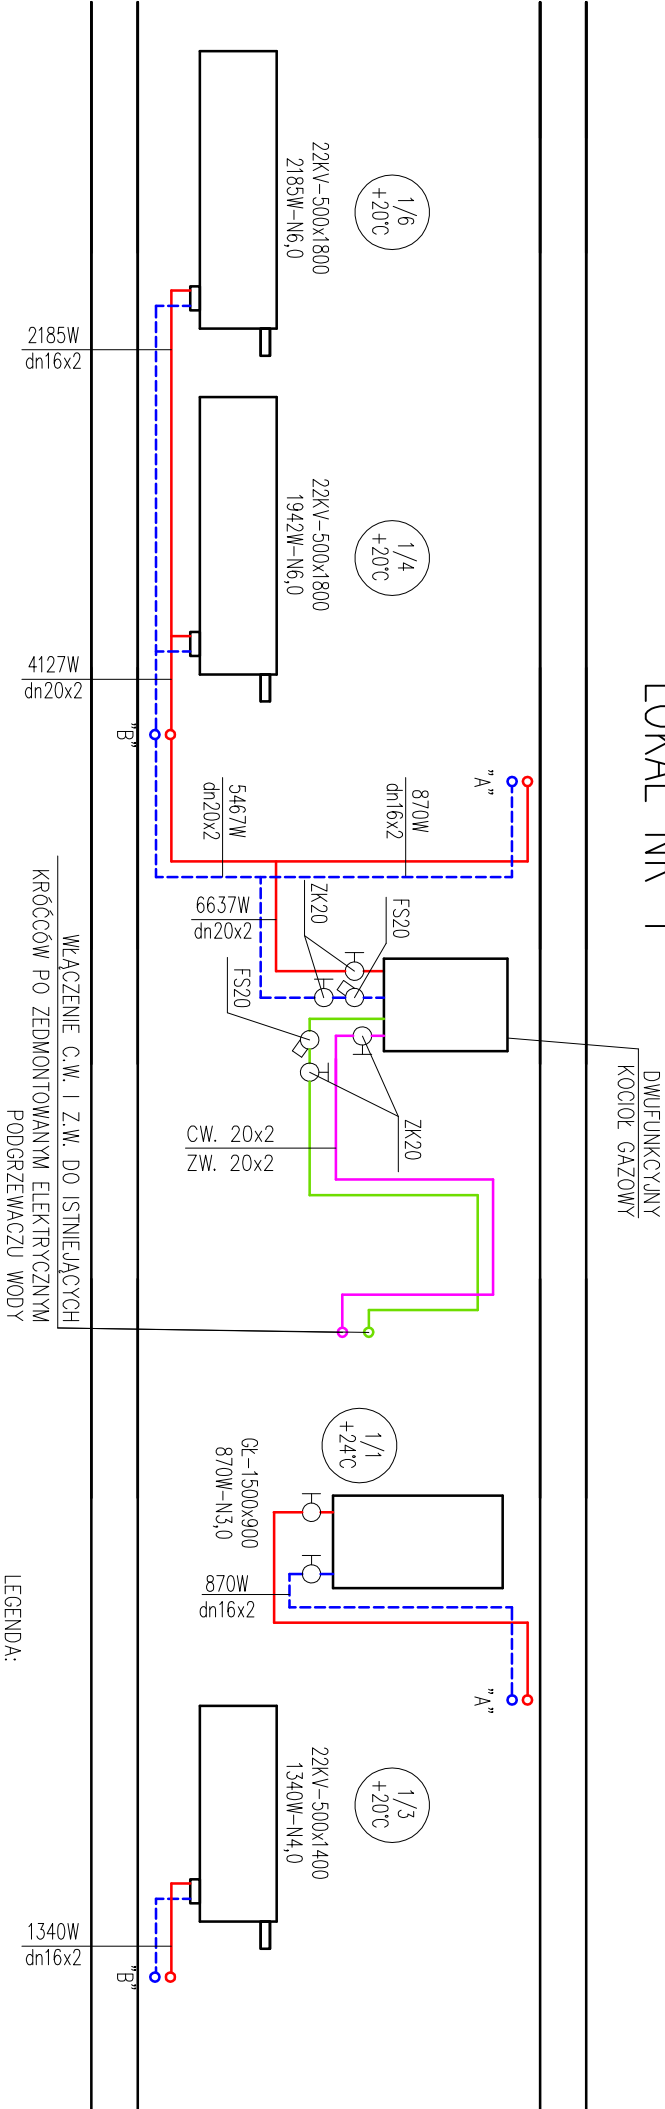 DWUFUNKCYJNY
KOCIOŁ GAZOWY
1/6
+20°C
22KV-500x1800
2185W-N6,0
2185W
dn16x2
1/4
+20°C
22KV-500x1800
1942W-N6,0
4127W
dn20x2
"B"
"A"
870W
dn16x2
5467W
dn20x2
6637W
dn20x2
ZK20
FS20
FS20
ZK20
CW. 20x2
ZW. 20x2
WŁĄCZENIE C.W. I Z.W. DO ISTNIEJĄCYCH
KRÓĆCÓW PO ZEDMONTOWANYM ELEKTRYCZNYM
PODGRZEWACZU WODY
1/1
+24°C
GŁ-1500x900
870W-N3,0
870W
dn16x2
"A"
1/3
+20°C
22KV-500x1400
1340W-N4,0
1340W
dn16x2
"B"
LEGENDA: